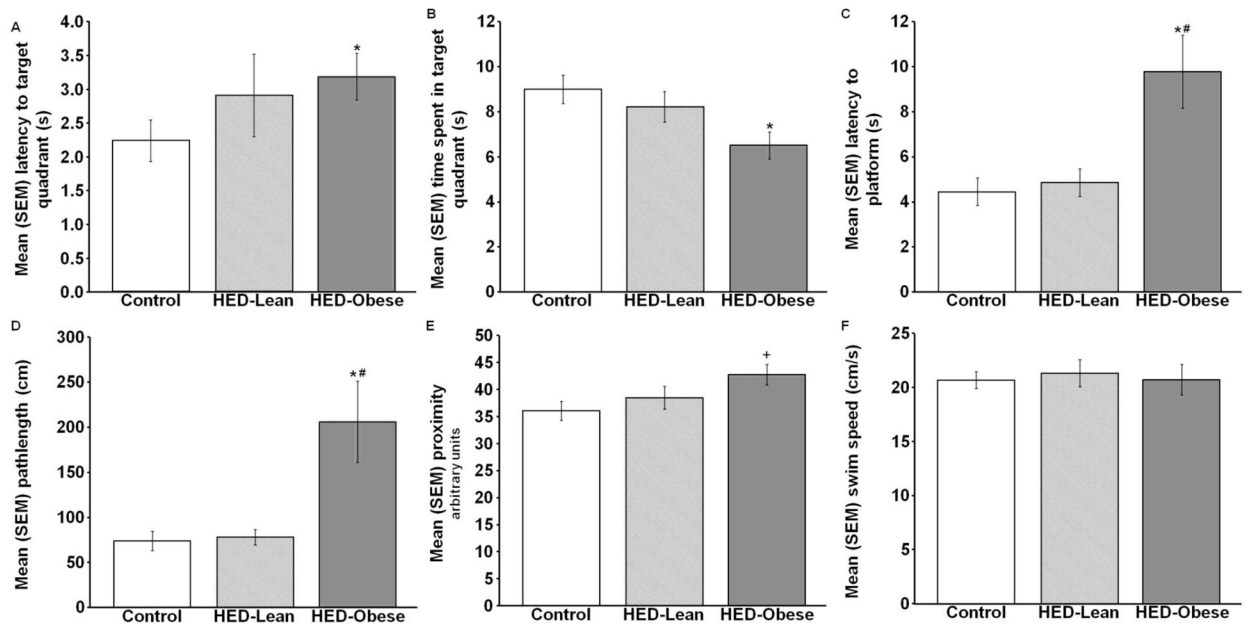 A
Mean (SEM) latency to target
quadrant (s)
4.0
3.5
3.0
2.5
2.0
1.5
1.0
0.5
0.0
*
Control HED-Lean HED-Obese
B
Mean (SEM) time spent in target
quadrant (s)
12
10
8
6
4
2
0
*
Control HED-Lean HED-Obese
C
Mean (SEM) latency to
platform (s)
12
10
8
6
4
2
0
*#
Control HED-Lean HED-Obese
D
Mean (SEM) pathlength (cm)
300
250
200
150
100
50
0
*#
Control HED-Lean HED-Obese
E
Mean (SEM) proximity
arbitrary units
50
45
40
35
30
25
20
15
10
5
0
+
Control HED-Lean HED-Obese
F
Mean (SEM) swim speed (cm/s)
25
20
15
10
5
0
Control HED-Lean HED-Obese